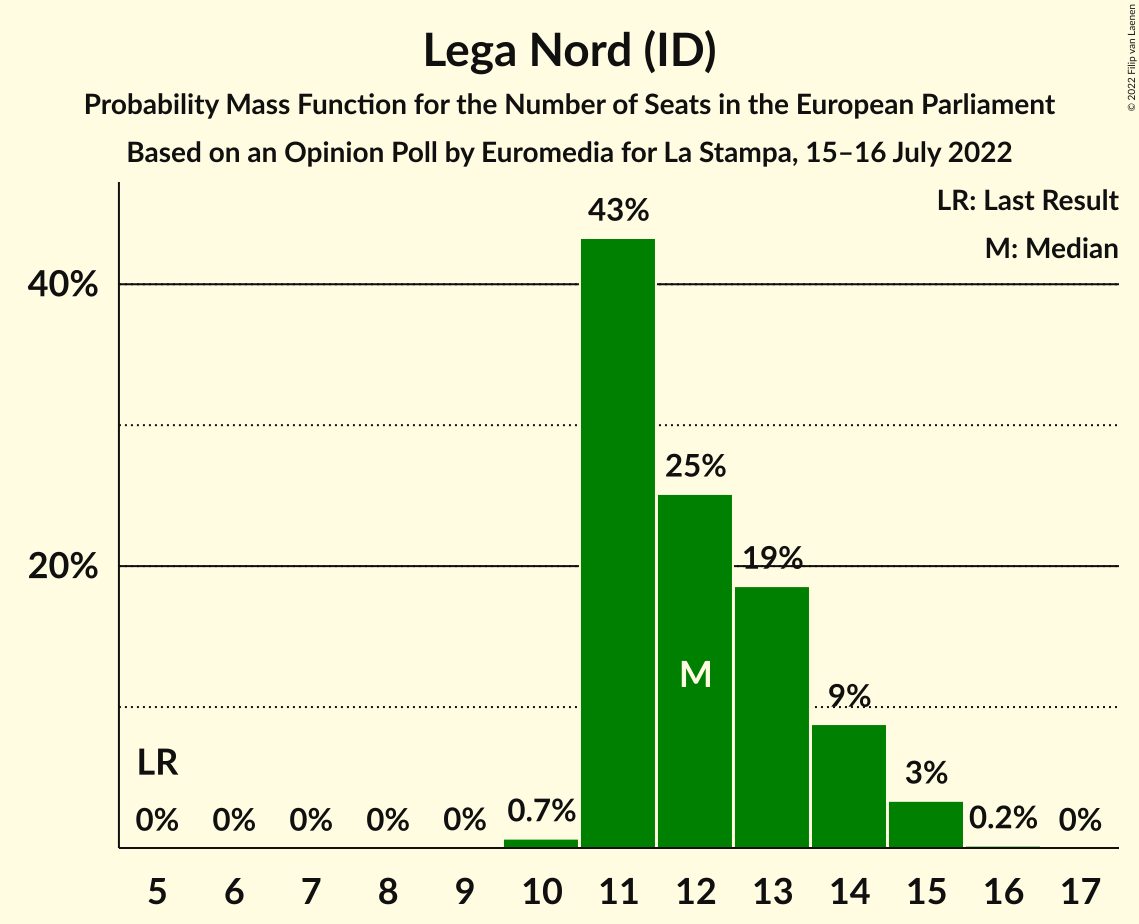 Lega Nord (ID)
Probability Mass Function for the Number of Seats in the European Parliament
Based on an Opinion Poll by Euromedia for La Stampa, 15–16 July 2022
© 2022 Filip van Laenen
LR: Last Result
M: Median
43%
40%
25%
20%
19%
M
9%
LR
3%
0% 0% 0% 0% 0% 0.7% 0.2% 0%
5 6 7 8 9 10 11 12 13 14 15 16 17